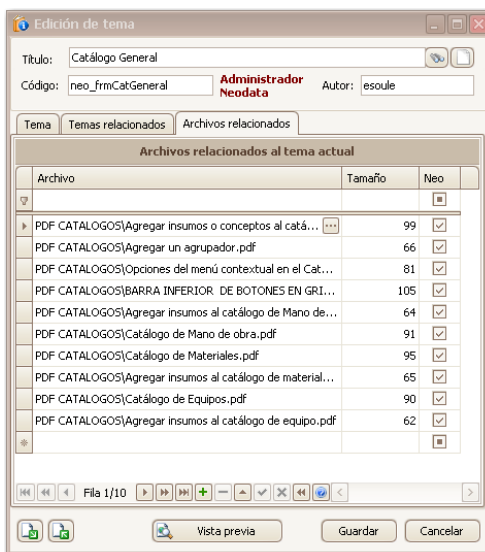 Edición de tema
Título: Catálogo General
Código: neo_frmCatGeneral Administrador Neodata Autor: esoule
Tema Temas relacionados Archivos relacionados
Archivos relacionados al tema actual
Archivo Tamaño Neo
PDF CATALOGOS\Agregar insumos o conceptos al catá... ... 99
PDF CATALOGOS\Agregar un agrupador.pdf 66
PDF CATALOGOS\Opciones del menú contextual en el Cat... 81
PDF CATALOGOS\BARRA INFERIOR DE BOTONES EN GRI... 105
PDF CATALOGOS\Agregar insumos al catálogo de Mano de... 64
PDF CATALOGOS\Catálogo de Mano de obra.pdf 91
PDF CATALOGOS\Catálogo de Materiales.pdf 95
PDF CATALOGOS\Agregar insumos al catálogo de material... 65
PDF CATALOGOS\Catálogo de Equipos.pdf 90
PDF CATALOGOS\Agregar insumos al catálogo de equipo.pdf 62
Fila 1/10
Vista previa Guardar Cancelar